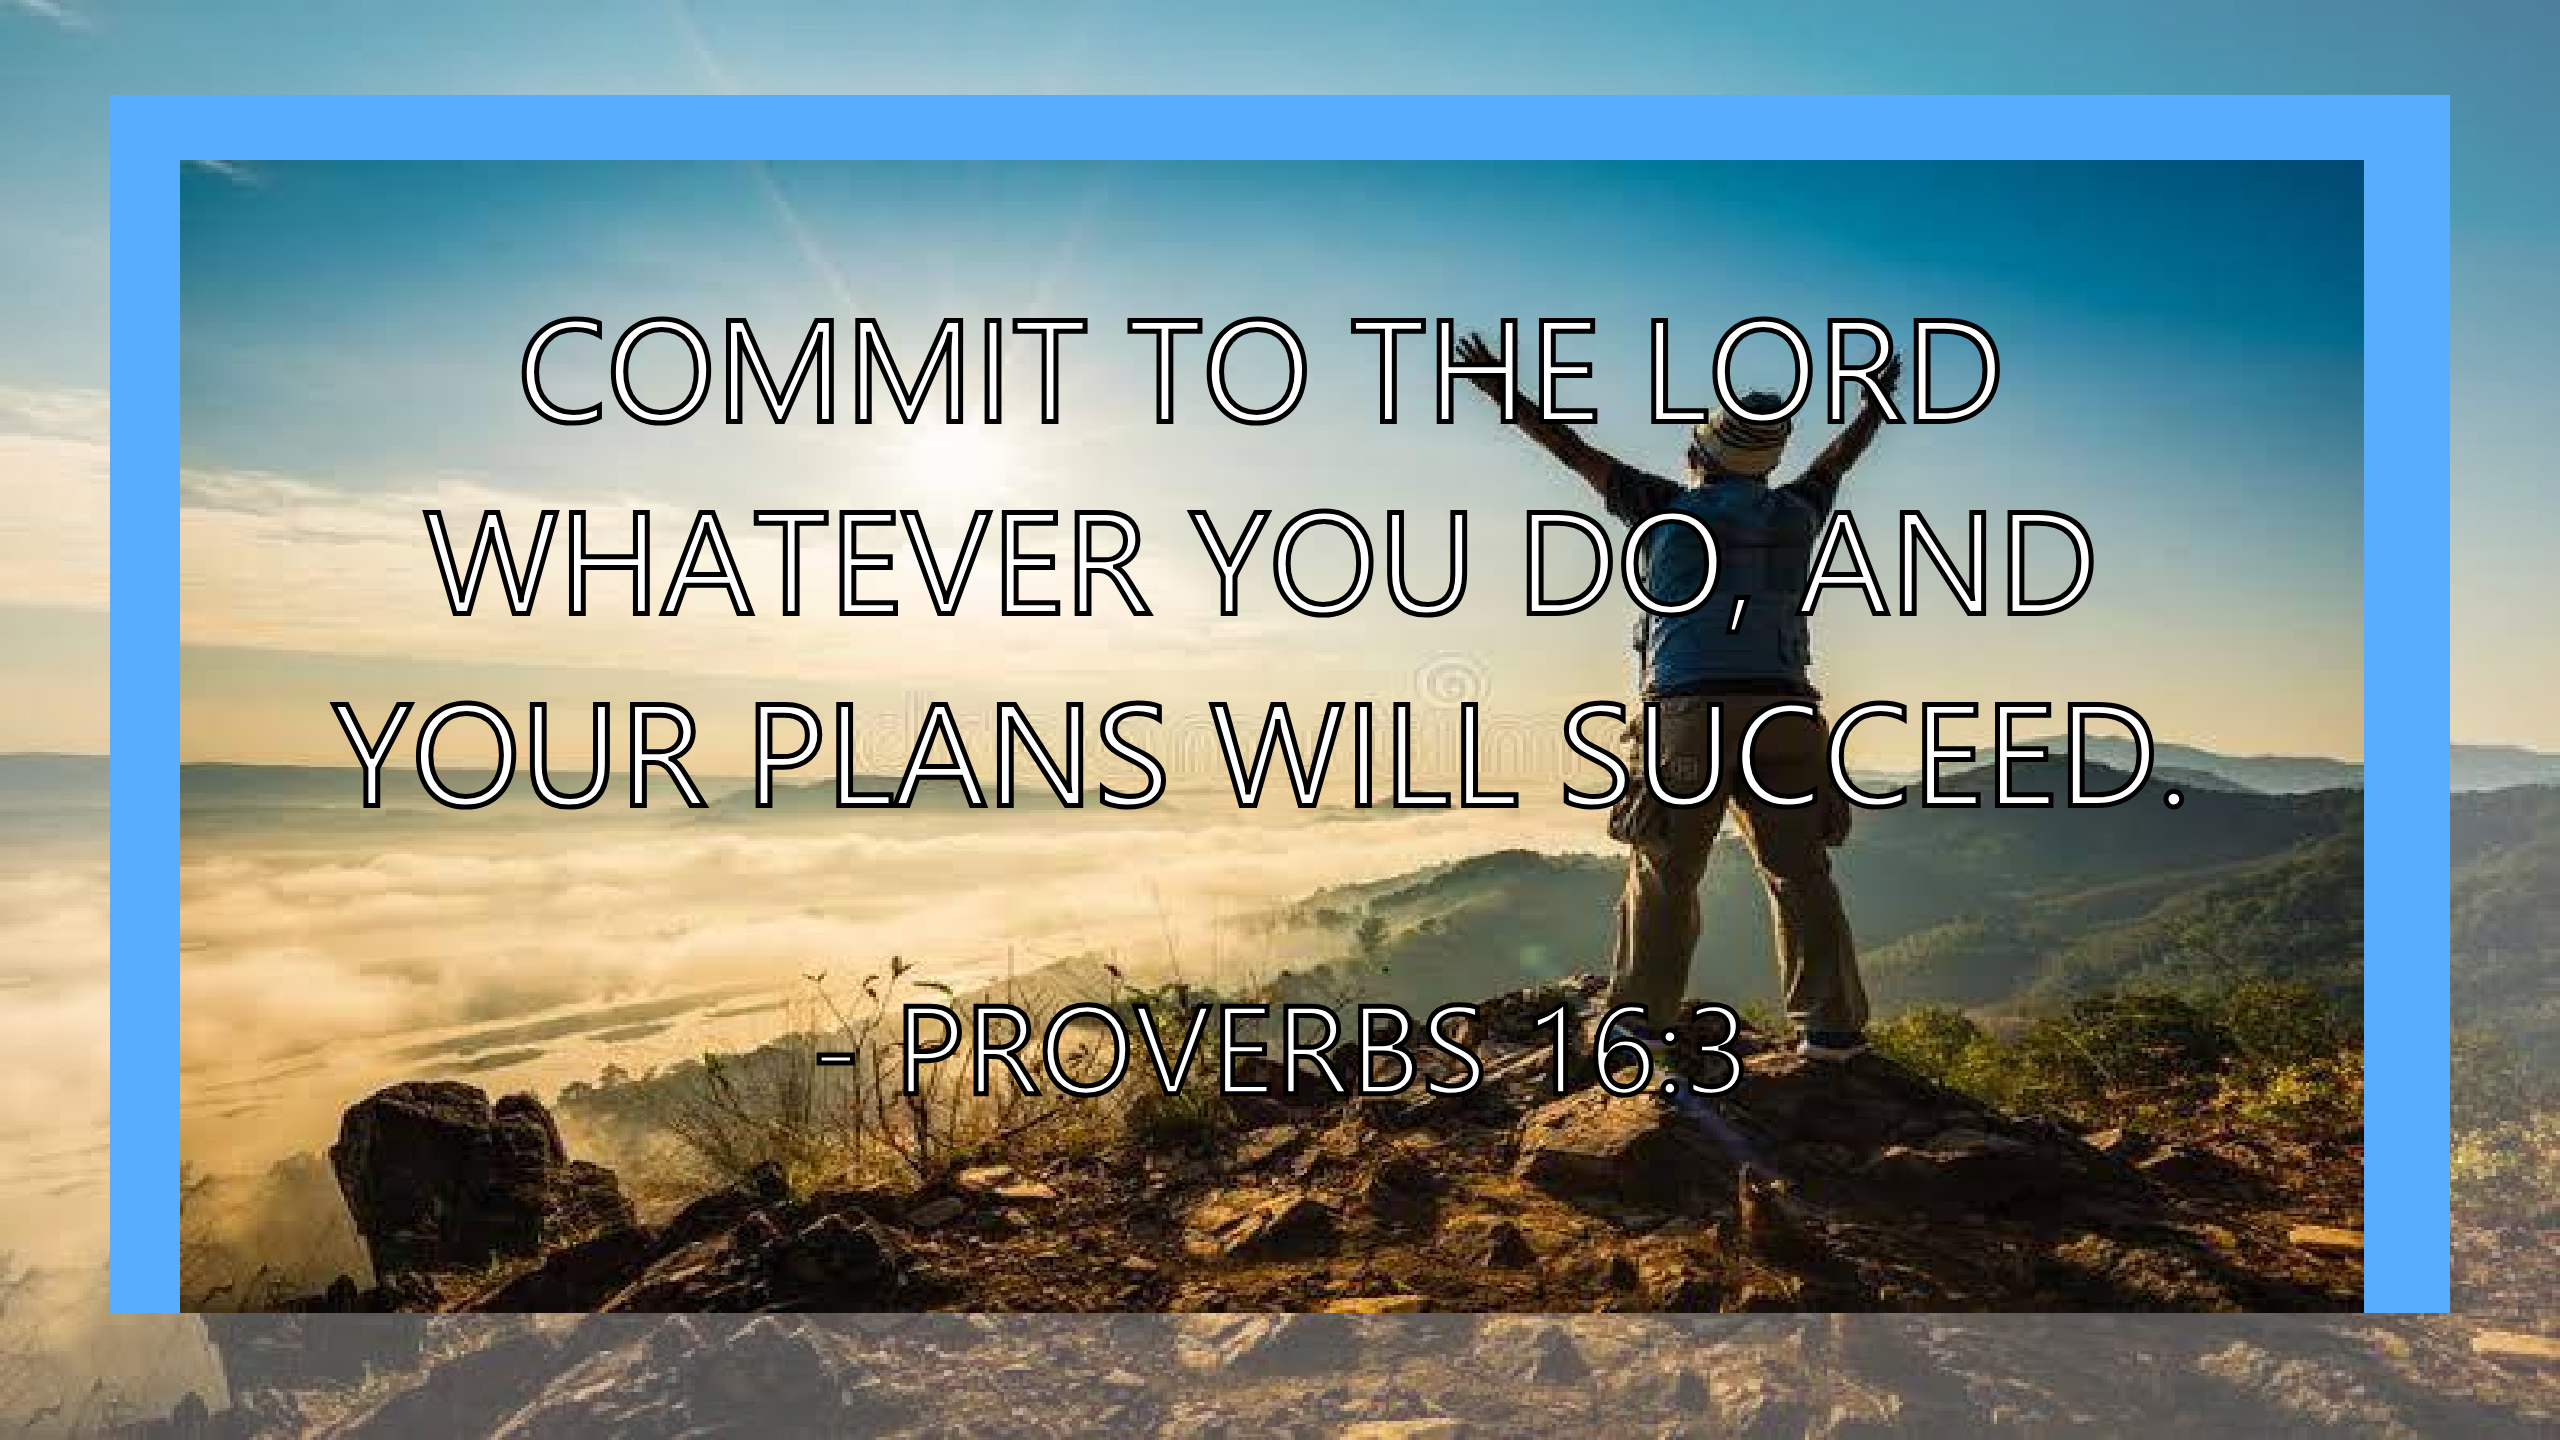 COMMIT TO THE LORD
WHATEVER YOU DO, AND
YOUR PLANS WILL SUCCEED.
- PROVERBS 16:3